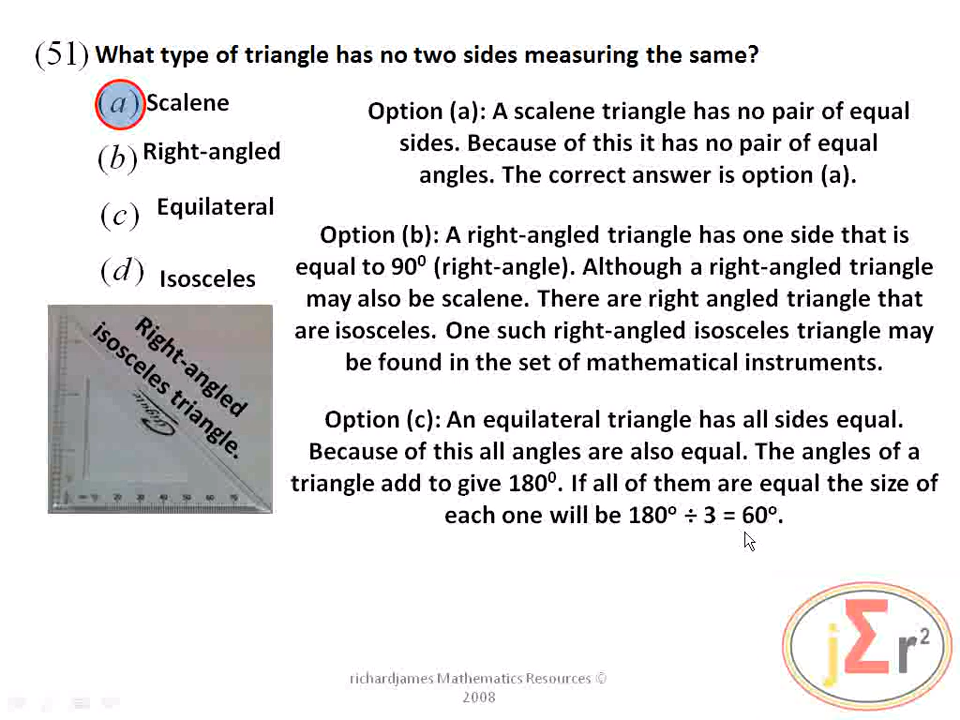 (51) What type of triangle has no two sides measuring the same?
(a) Scalene
(b) Right-angled
(c) Equilateral
(d) Isosceles
Option (a): A scalene triangle has no pair of equal
sides. Because of this it has no pair of equal
angles. The correct answer is option (a).
Option (b): A right-angled triangle has one side that is
equal to 90⁰ (right-angle). Although a right-angled triangle
may also be scalene. There are right angled triangle that
are isosceles. One such right-angled isosceles triangle may
be found in the set of mathematical instruments.
Right-angled
isosceles triangle.
Option (c): An equilateral triangle has all sides equal.
Because of this all angles are also equal. The angles of a
triangle add to give 180⁰. If all of them are equal the size of
each one will be 180° ÷ 3 = 60°.
jΣr²
richardjames Mathematics Resources ©
2008